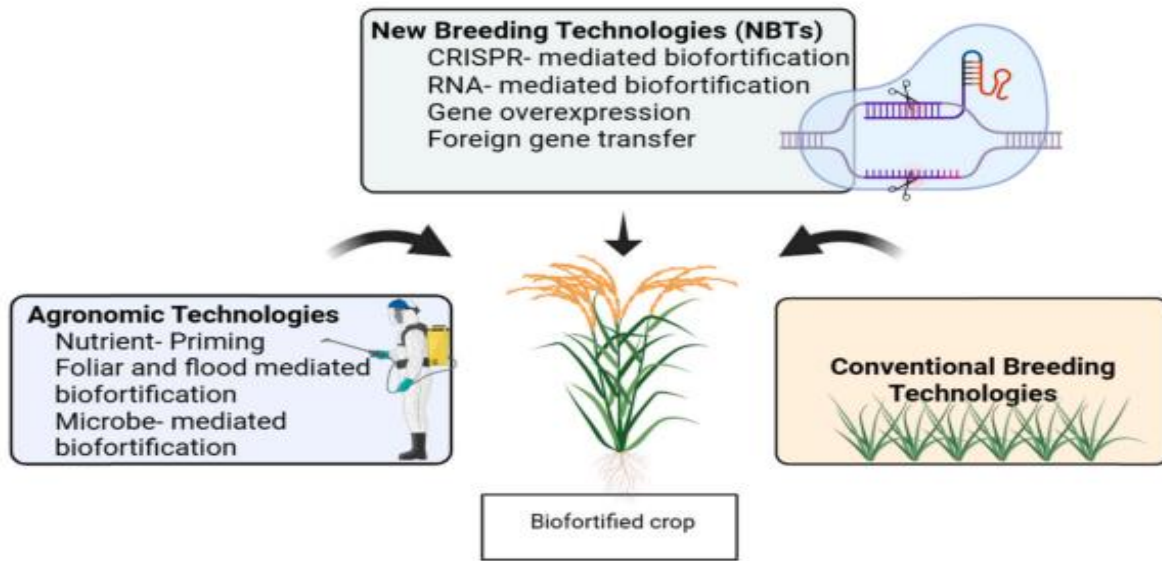 New Breeding Technologies (NBTs)
CRISPR- mediated biofortification
RNA- mediated biofortification
Gene overexpression
Foreign gene transfer
Agronomic Technologies
Nutrient- Priming
Foliar and flood mediated
biofortification
Microbe- mediated
biofortification
Conventional Breeding
Technologies
Biofortified crop